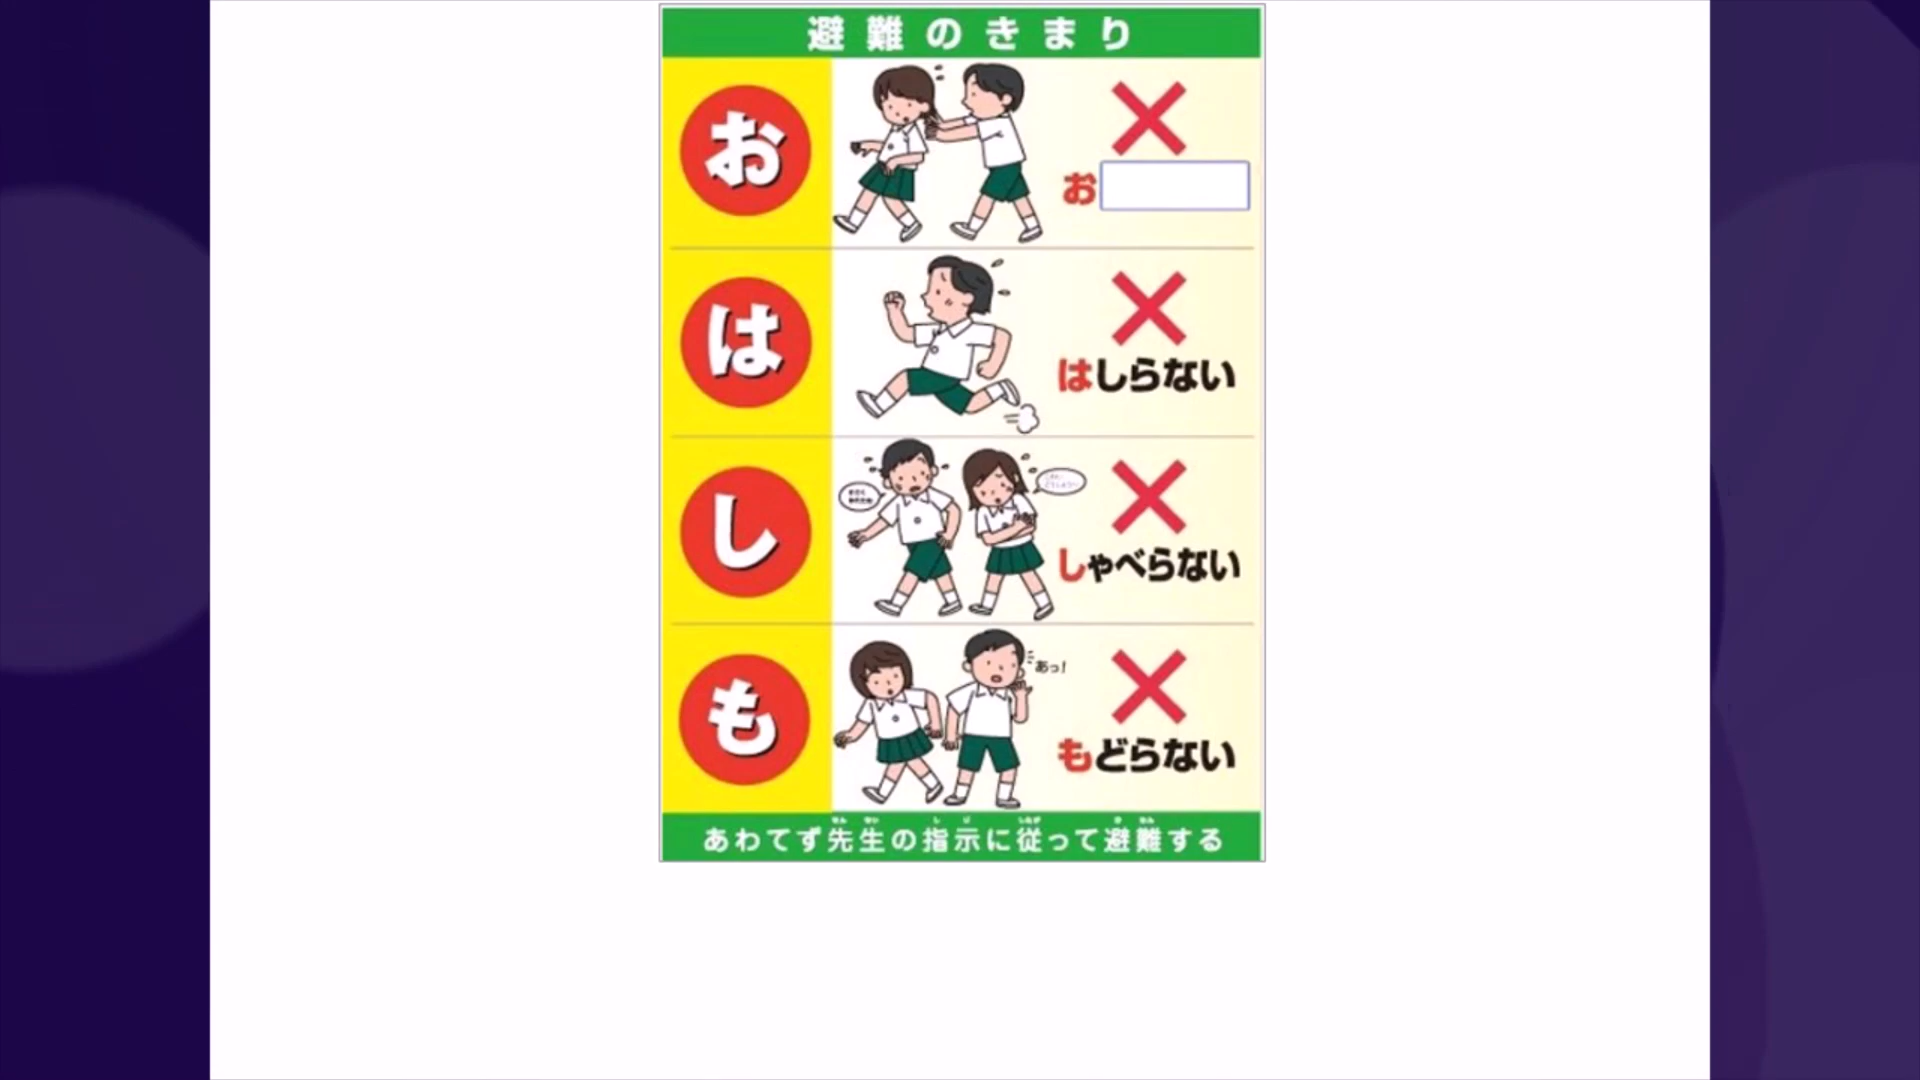 避難のきまり
お
お
は
はしらない
し
しゃべらない
も
あっ!
もどらない
あわてず先生の指示に従って避難する